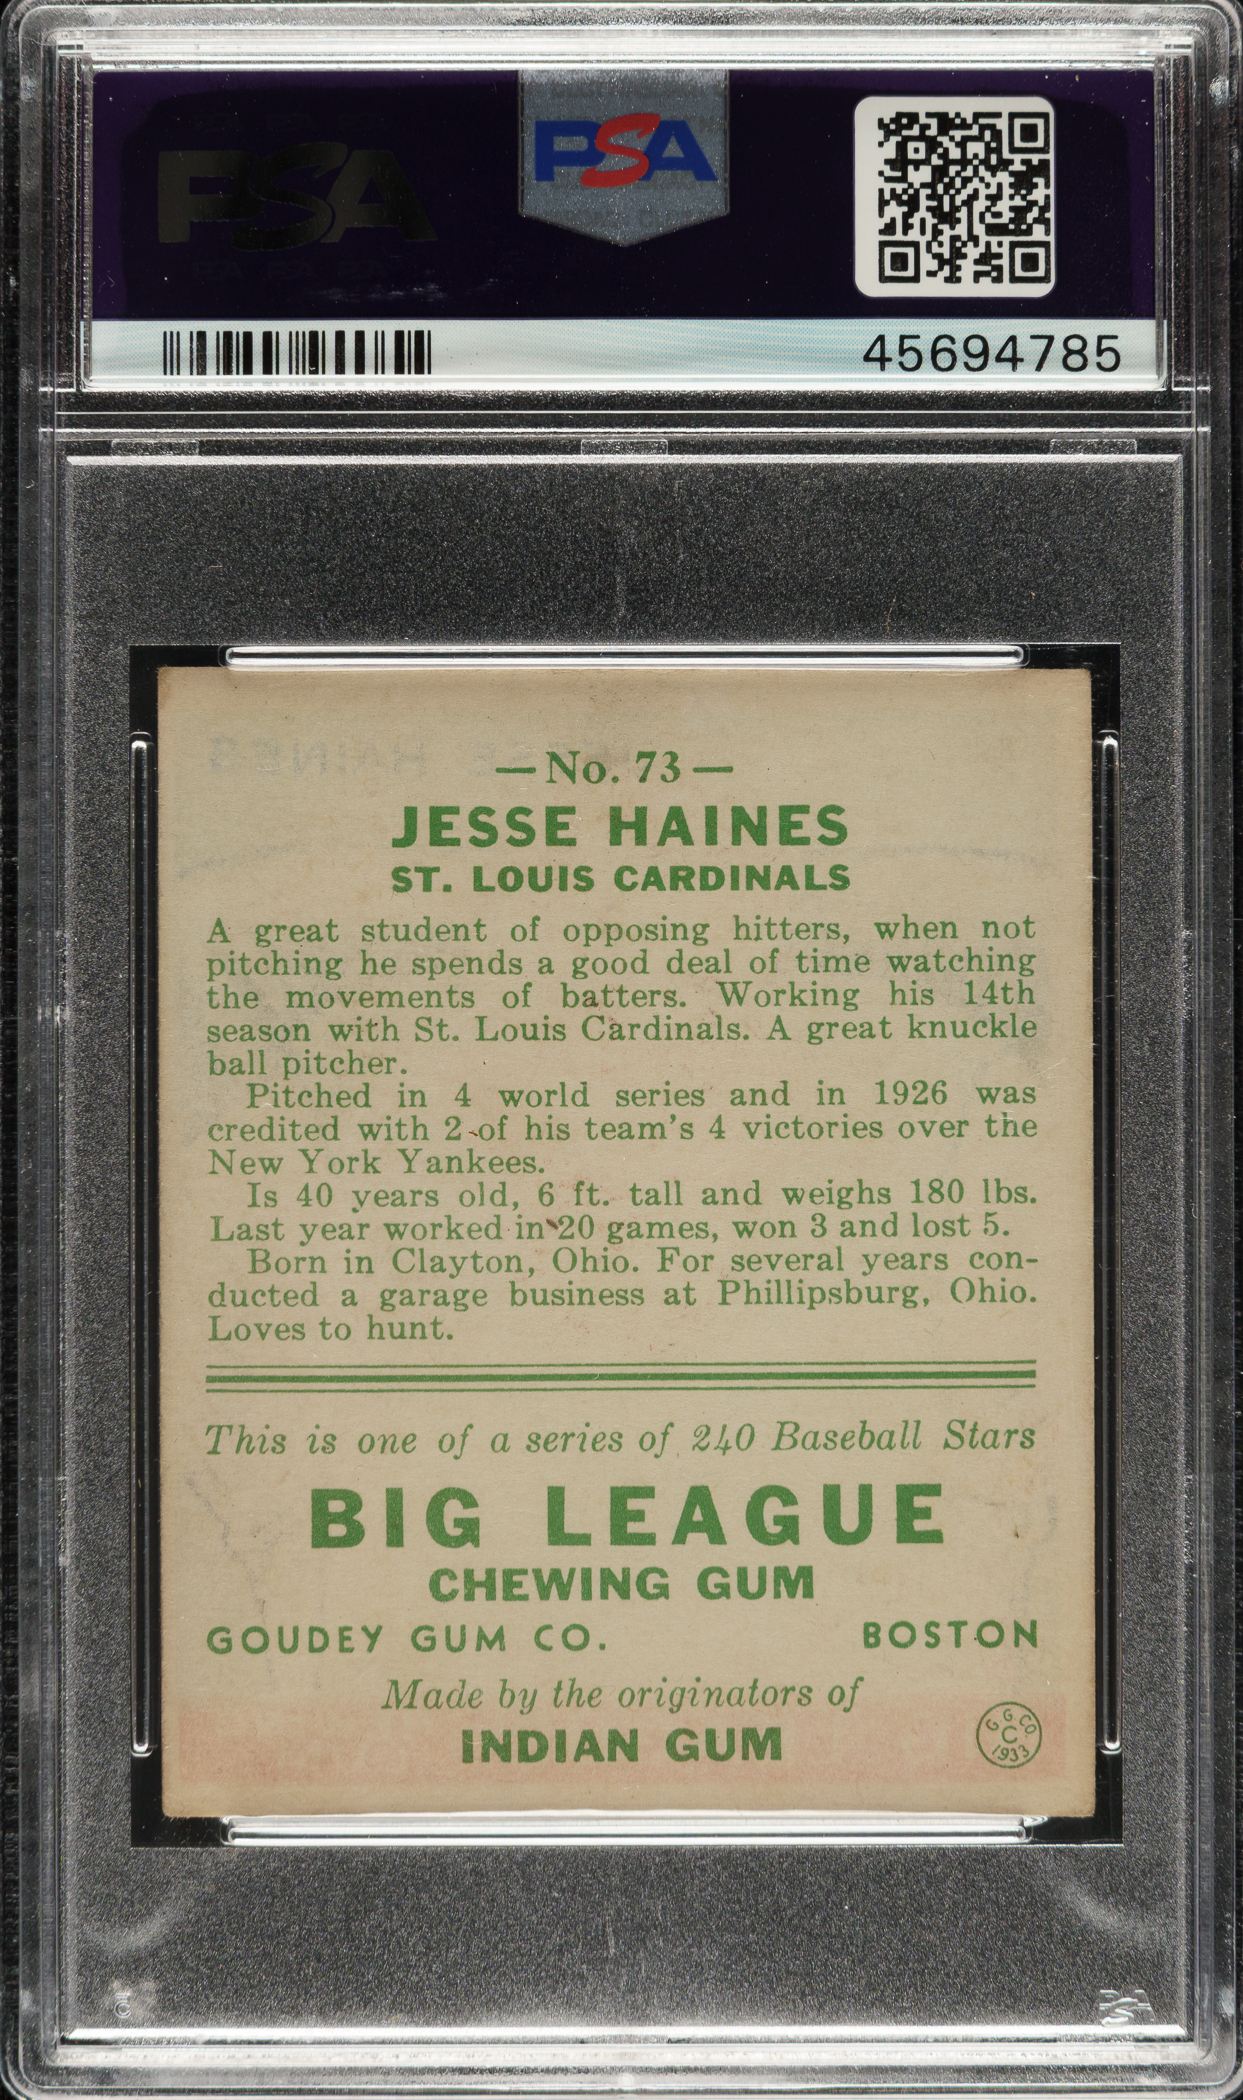 PSA
PSA
45694785
—No. 73—
JESSE HAINES
ST. LOUIS CARDINALS
A great student of opposing hitters, when not
pitching he spends a good deal of time watching
the movements of batters. Working his 14th
season with St. Louis Cardinals. A great knuckle
ball pitcher.
Pitched in 4 world series and in 1926 was
credited with 2 of his team's 4 victories over the
New York Yankees.
Is 40 years old, 6 ft. tall and weighs 180 lbs.
Last year worked in 20 games, won 3 and lost 5.
Born in Clayton, Ohio. For several years con-
ducted a garage business at Phillipsburg, Ohio.
Loves to hunt.
This is one of a series of 240 Baseball Stars
BIG LEAGUE
CHEWING GUM
GOUDEY GUM CO. BOSTON
Made by the originators of
INDIAN GUM
G. G. CO.
C
1933
PSA